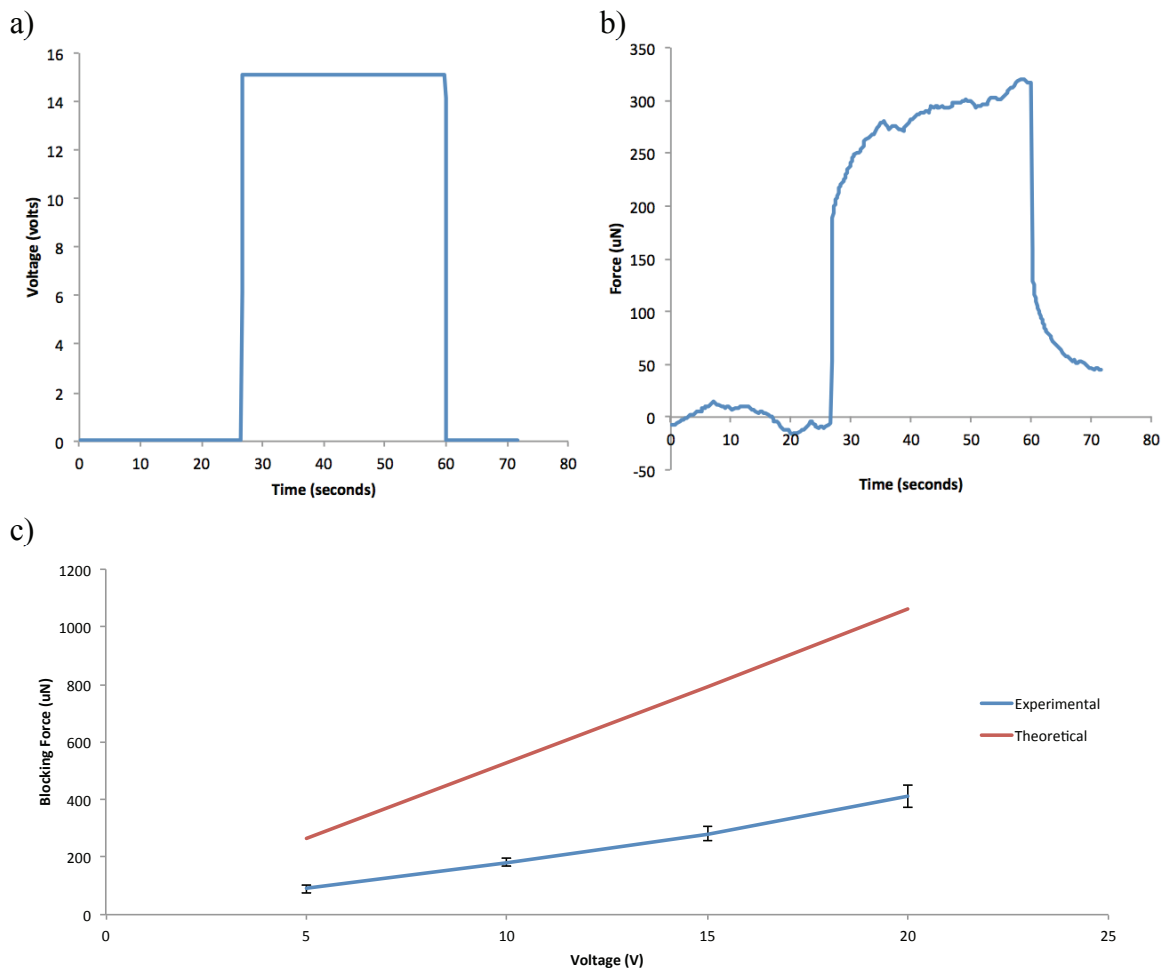 a)
16
14
12
10
8
6
4
2
0
Voltage (volts)
0 10 20 30 40 50 60 70 80
Time (seconds)
b)
350
300
250
200
150
100
50
0
-50
Force (uN)
0 10 20 30 40 50 60 70 80
Time (seconds)
c)
1200
1000
800
600
400
200
0
Blocking Force (uN)
0 5 10 15 20 25
Voltage (V)
Experimental
Theoretical